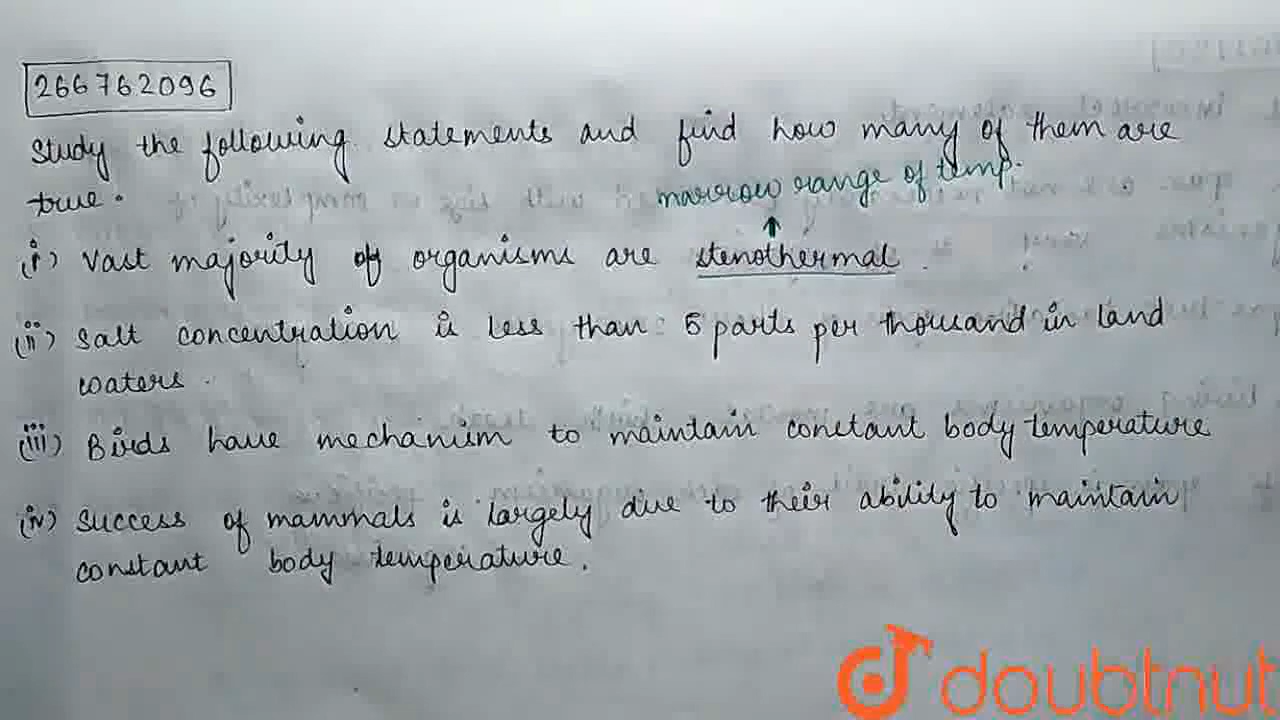 266762096
Study the following statements and find how many of them are
true.
narrow range of temp.
(i) Vast majority of organisms are stenothermal.
(ii) Salt concentration is less than 5 parts per thousand in land
waters.
(iii) Birds have mechanism to maintain constant body temperature
(iv) Success of mammals is largely due to their ability to maintain
constant body temperature.
doubtnut